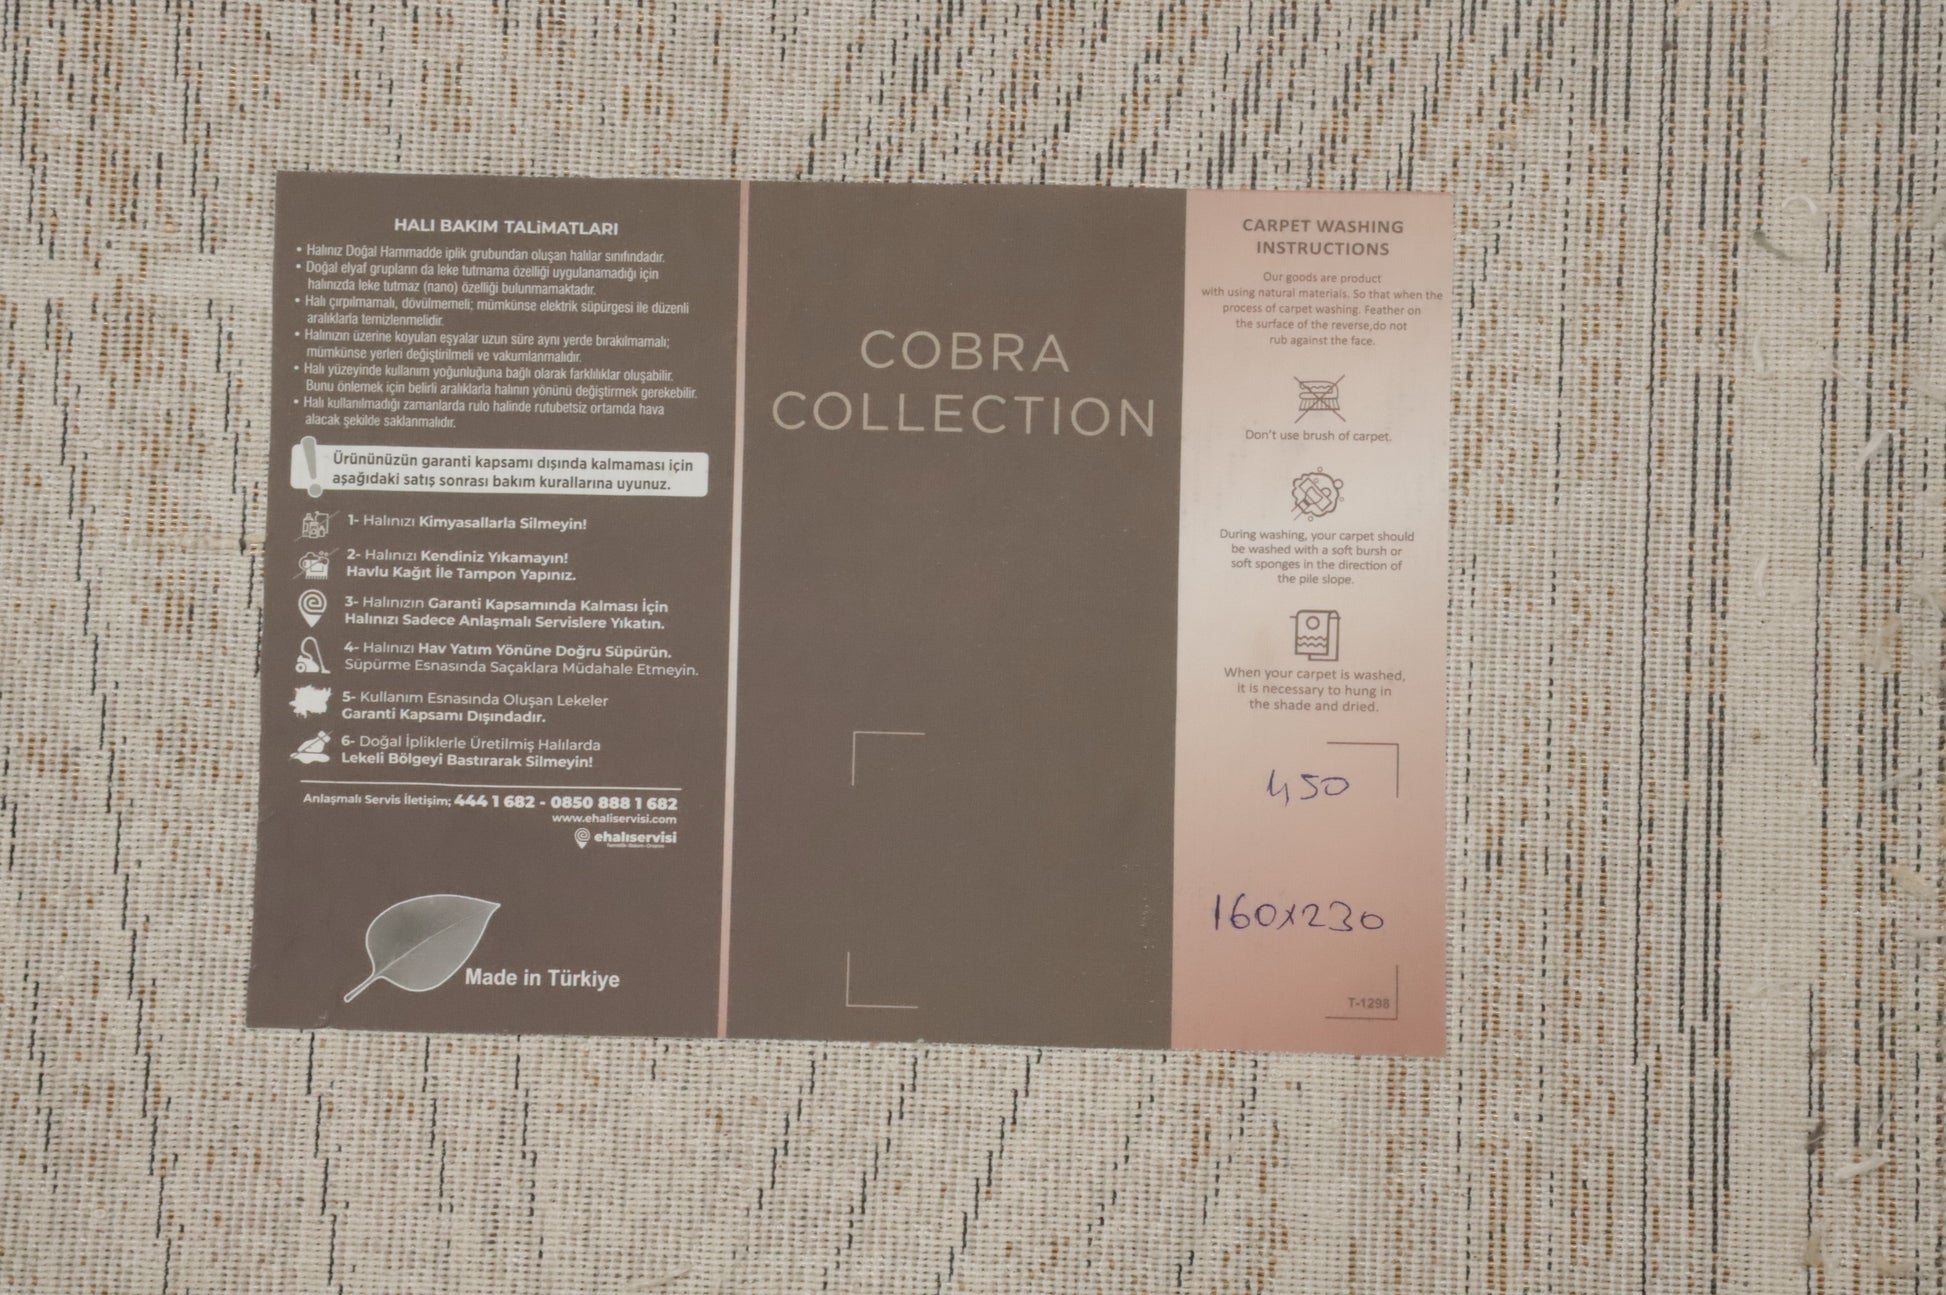 HALI BAKIM TALİMATLARI
• Halınız Doğal Hammadde iplik grubundan oluşan halılar sınıfındadır.
• Doğal elyaf grupların da leke tutmama özelliği uygulanamadığı için
halınızda leke tutmaz (nano) özelliği bulunmamaktadır.
• Halı çırpılmamalı, dövülmemeli; mümkünse elektrik süpürgesi ile düzenli
aralıklarla temizlenmelidir.
• Halınızın üzerine koyulan eşyalar uzun süre aynı yerde bırakılmamalı;
mümkünse yerleri değiştirilmeli ve vakumlanmalıdır.
• Halı yüzeyinde kullanım yoğunluğuna bağlı olarak farklılıklar oluşabilir.
Bunu önlemek için belirli aralıklarla halının yönünü değiştirmek gerekebilir.
• Halı kullanılmadığı zamanlarda rulo halinde rutubetsiz ortamda hava
alacak şekilde saklanmalıdır.
Ürününüzün garanti kapsamı dışında kalmaması için
aşağıdaki satış sonrası bakım kurallarına uyunuz.
1- Halınızı Kimyasallarla Silmeyin!
2- Halınızı Kendiniz Yıkamayın!
Havlu Kağıt İle Tampon Yapınız.
3- Halınızın Garanti Kapsamında Kalması İçin
Halınızı Sadece Anlaşmalı Servislere Yıkatın.
4- Halınızı Hav Yatım Yönüne Doğru Süpürün.
Süpürme Esnasında Saçaklara Müdahale Etmeyin.
5- Kullanım Esnasında Oluşan Lekeler
Garanti Kapsamı Dışındadır.
6- Doğal İpliklerle Üretilmiş Halılarda
Lekeli Bölgeyi Bastırarak Silmeyin!
Anlaşmalı Servis İletişim; 444 1 682 - 0850 888 1 682
www.ehaliservisi.com
ehalıservisi
Made in Türkiye
COBRA
COLLECTION
CARPET WASHING
INSTRUCTIONS
Our goods are product
with using natural materials. So that when the
process of carpet washing. Feather on
the surface of the reverse,do not
rub against the face.
Don't use brush of carpet.
During washing, your carpet should
be washed with a soft bursh or
soft sponges in the direction of
the pile slope.
When your carpet is washed,
it is necessary to hung in
the shade and dried.
450
160x230
T-1298